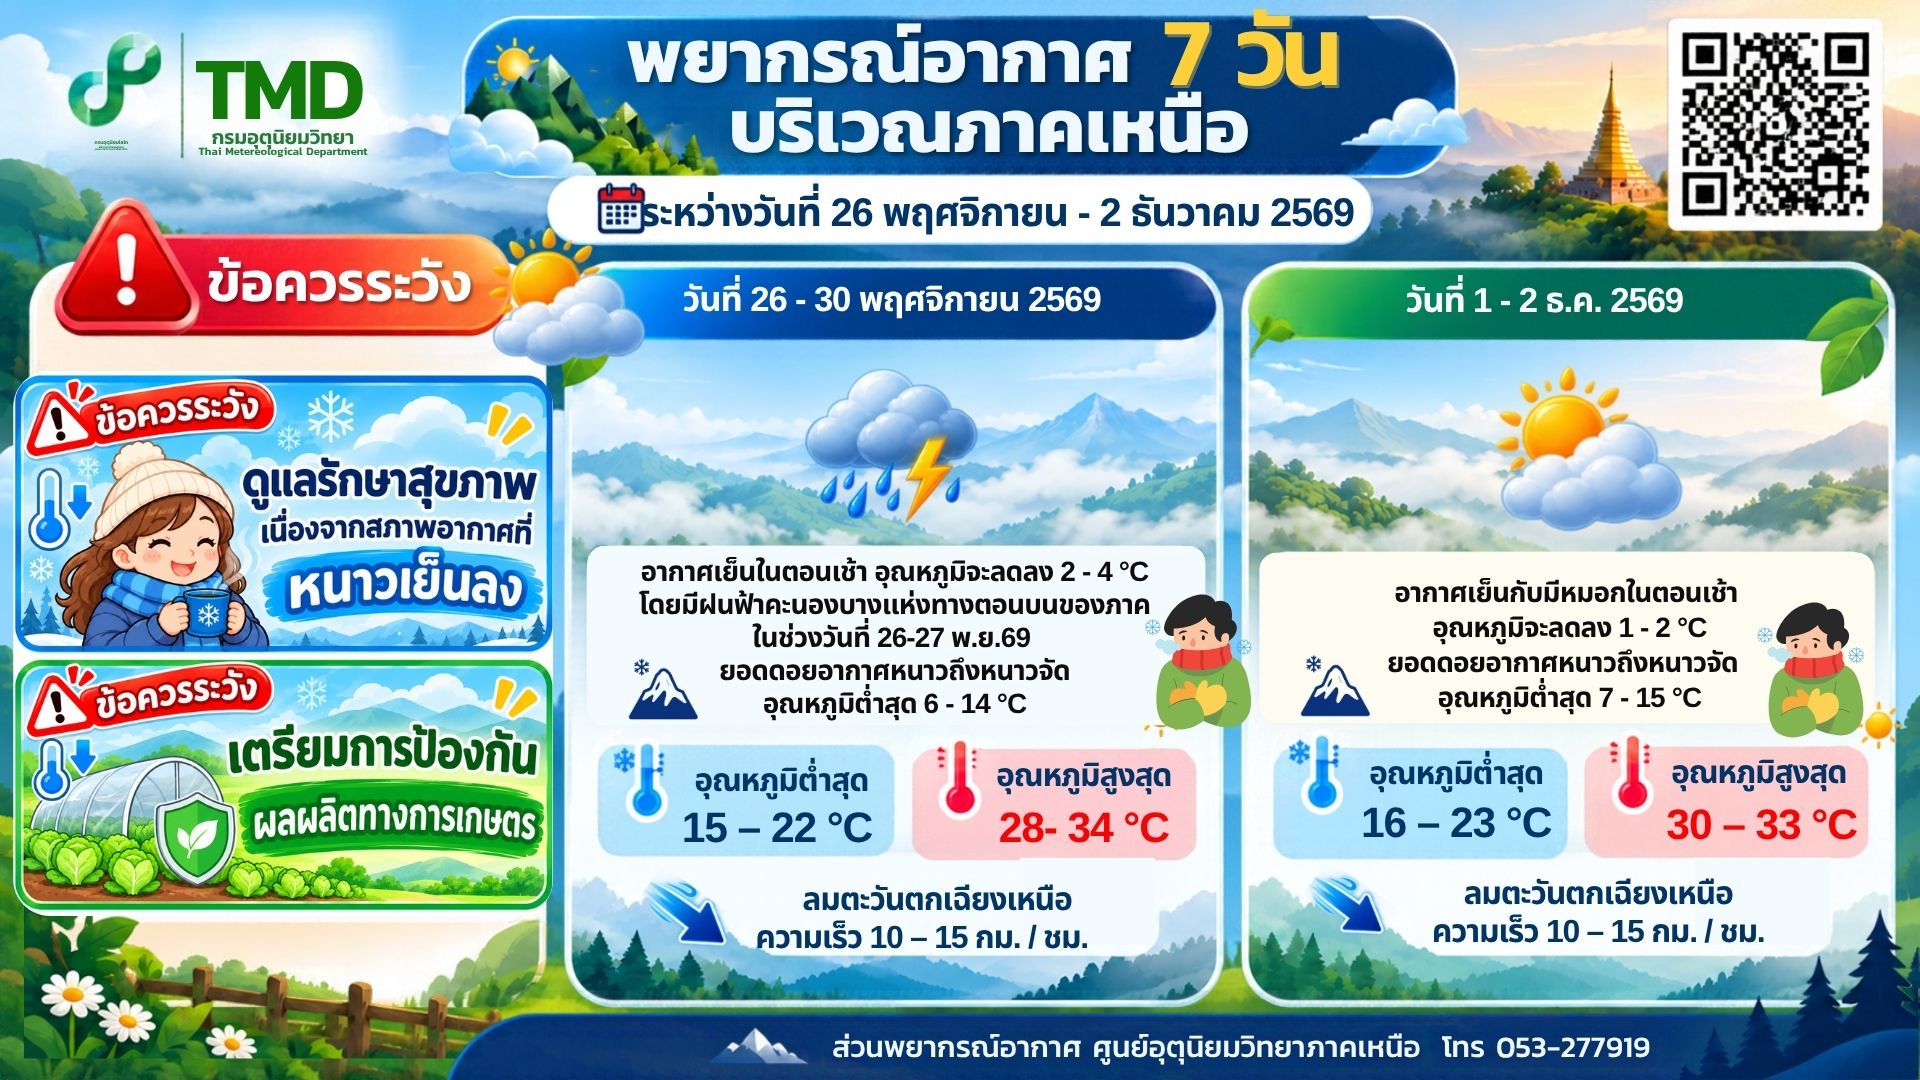 TMD
กรมอุตุนิยมวิทยา
Thai Metereological Department
พยากรณ์อากาศ 7 วัน
บริเวณภาคเหนือ
ระหว่างวันที่ 26 พฤศจิกายน - 2 ธันวาคม 2569
ข้อควรระวัง
ข้อควรระวัง
ดูแลรักษาสุขภาพ
เนื่องจากสภาพอากาศที่
หนาวเย็นลง
ข้อควรระวัง
เตรียมการป้องกัน
ผลผลิตทางการเกษตร
วันที่ 26 - 30 พฤศจิกายน 2569
อากาศเย็นในตอนเช้า อุณหภูมิจะลดลง 2 - 4 °C
โดยมีฝนฟ้าคะนองบางแห่งทางตอนบนของภาค
ในช่วงวันที่ 26-27 พ.ย.69
ยอดดอยอากาศหนาวถึงหนาวจัด
อุณหภูมิต่ำสุด 6 - 14 °C
อุณหภูมิต่ำสุด
15 – 22 °C
อุณหภูมิสูงสุด
28- 34 °C
ลมตะวันตกเฉียงเหนือ
ความเร็ว 10 – 15 กม. / ชม.
วันที่ 1 - 2 ธ.ค. 2569
อากาศเย็นกับมีหมอกในตอนเช้า
อุณหภูมิจะลดลง 1 - 2 °C
ยอดดอยอากาศหนาวถึงหนาวจัด
อุณหภูมิต่ำสุด 7 - 15 °C
อุณหภูมิต่ำสุด
16 – 23 °C
อุณหภูมิสูงสุด
30 – 33 °C
ลมตะวันตกเฉียงเหนือ
ความเร็ว 10 – 15 กม. / ชม.
ส่วนพยากรณ์อากาศ ศูนย์อุตุนิยมวิทยาภาคเหนือ โทร 053-277919